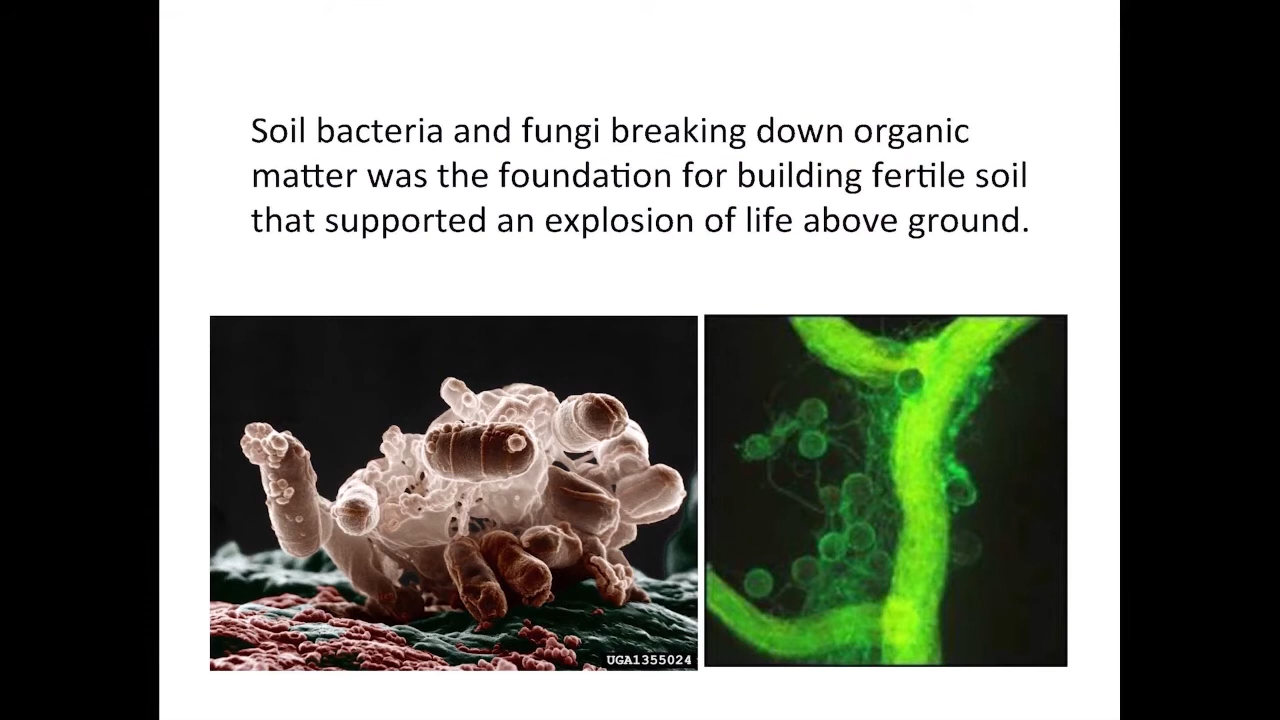 Soil bacteria and fungi breaking down organic
matter was the foundation for building fertile soil
that supported an explosion of life above ground.
UGA1355024